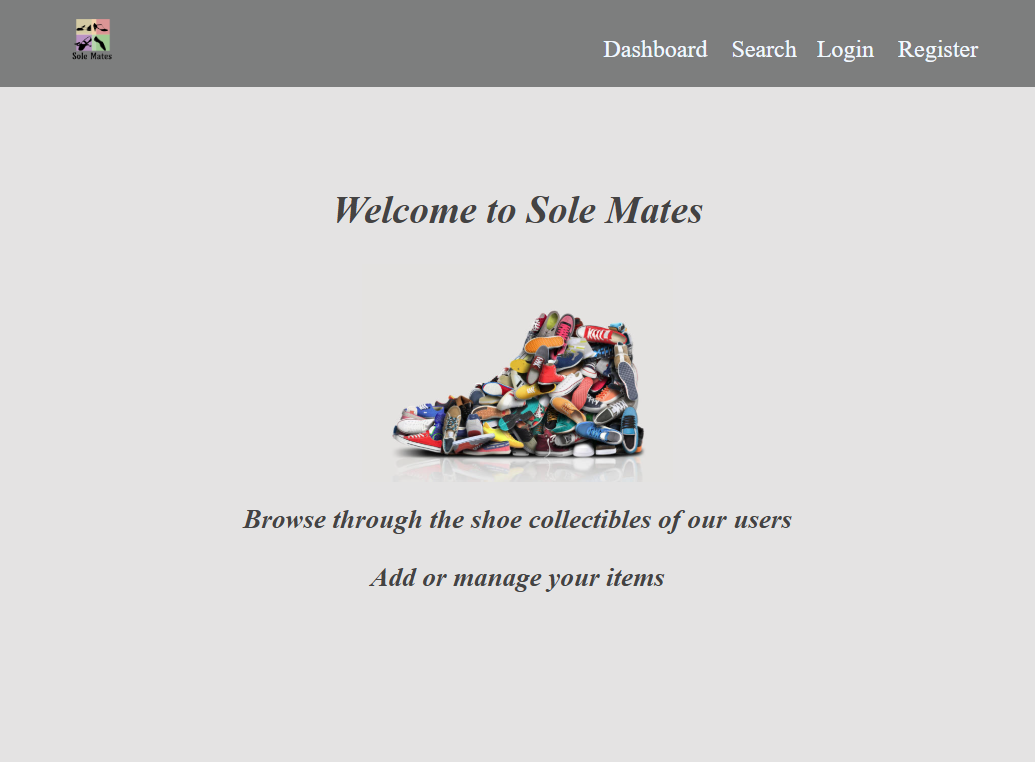 Sole Mates
Dashboard Search Login Register
Welcome to Sole Mates
Browse through the shoe collectibles of our users
Add or manage your items